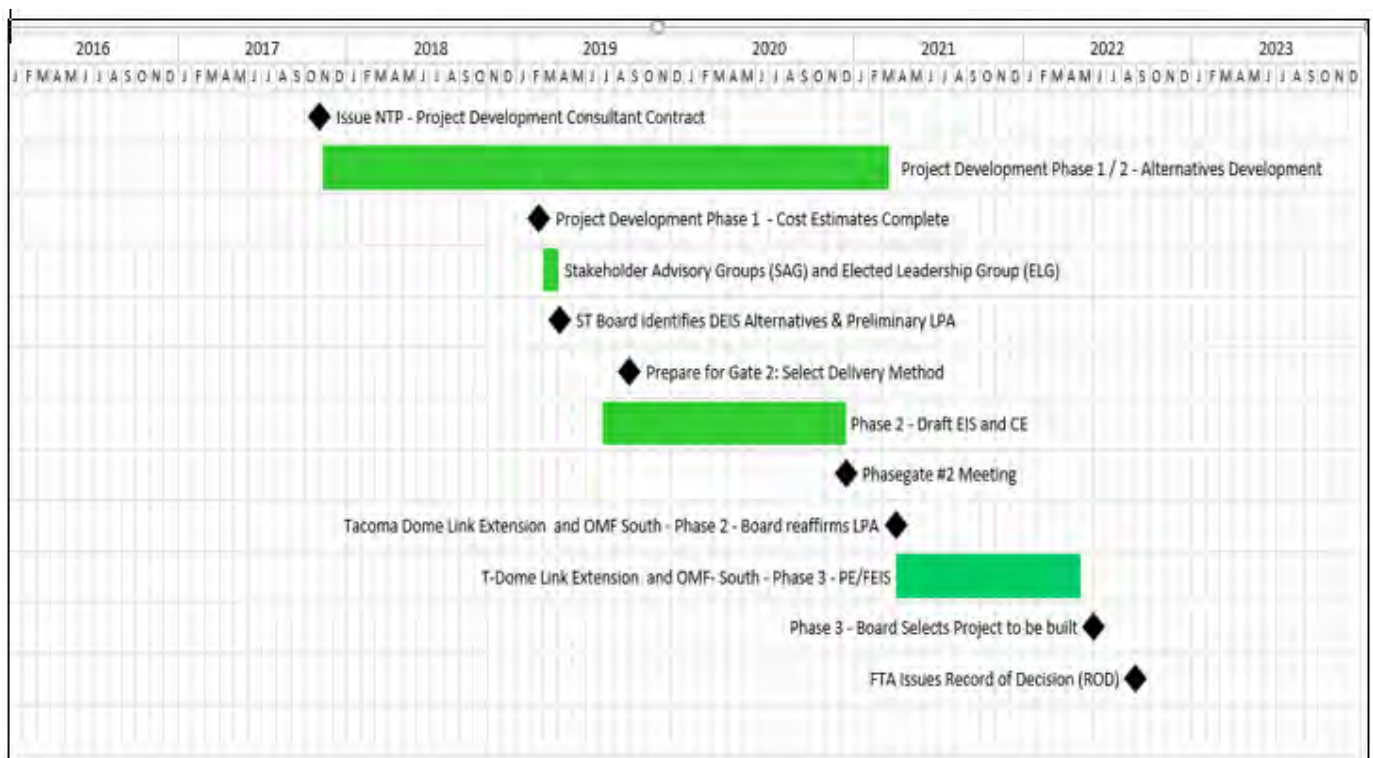 2016 2017 2018 2019 2020 2021 2022 2023
J F M A M J J A S O N D J F M A M J J A S O N D J F M A M J J A S O N D J F M A M J J A S O N D J F M A M J J A S O N D J F M A M J J A S O N D J F M A M J J A S O N D J F M A M J J A S O N D
Issue NTP - Project Development Consultant Contract
Project Development Phase 1 / 2 - Alternatives Development
Project Development Phase 1 - Cost Estimates Complete
Stakeholder Advisory Groups (SAG) and Elected Leadership Group (ELG)
ST Board identifies DEIS Alternatives & Preliminary LPA
Prepare for Gate 2: Select Delivery Method
Phase 2 - Draft EIS and CE
Phasegate #2 Meeting
Tacoma Dome Link Extension and OMF South - Phase 2 - Board reaffirms LPA
T-Dome Link Extension and OMF- South - Phase 3 - PE/FEIS
Phase 3 - Board Selects Project to be built
FTA Issues Record of Decision (ROD)